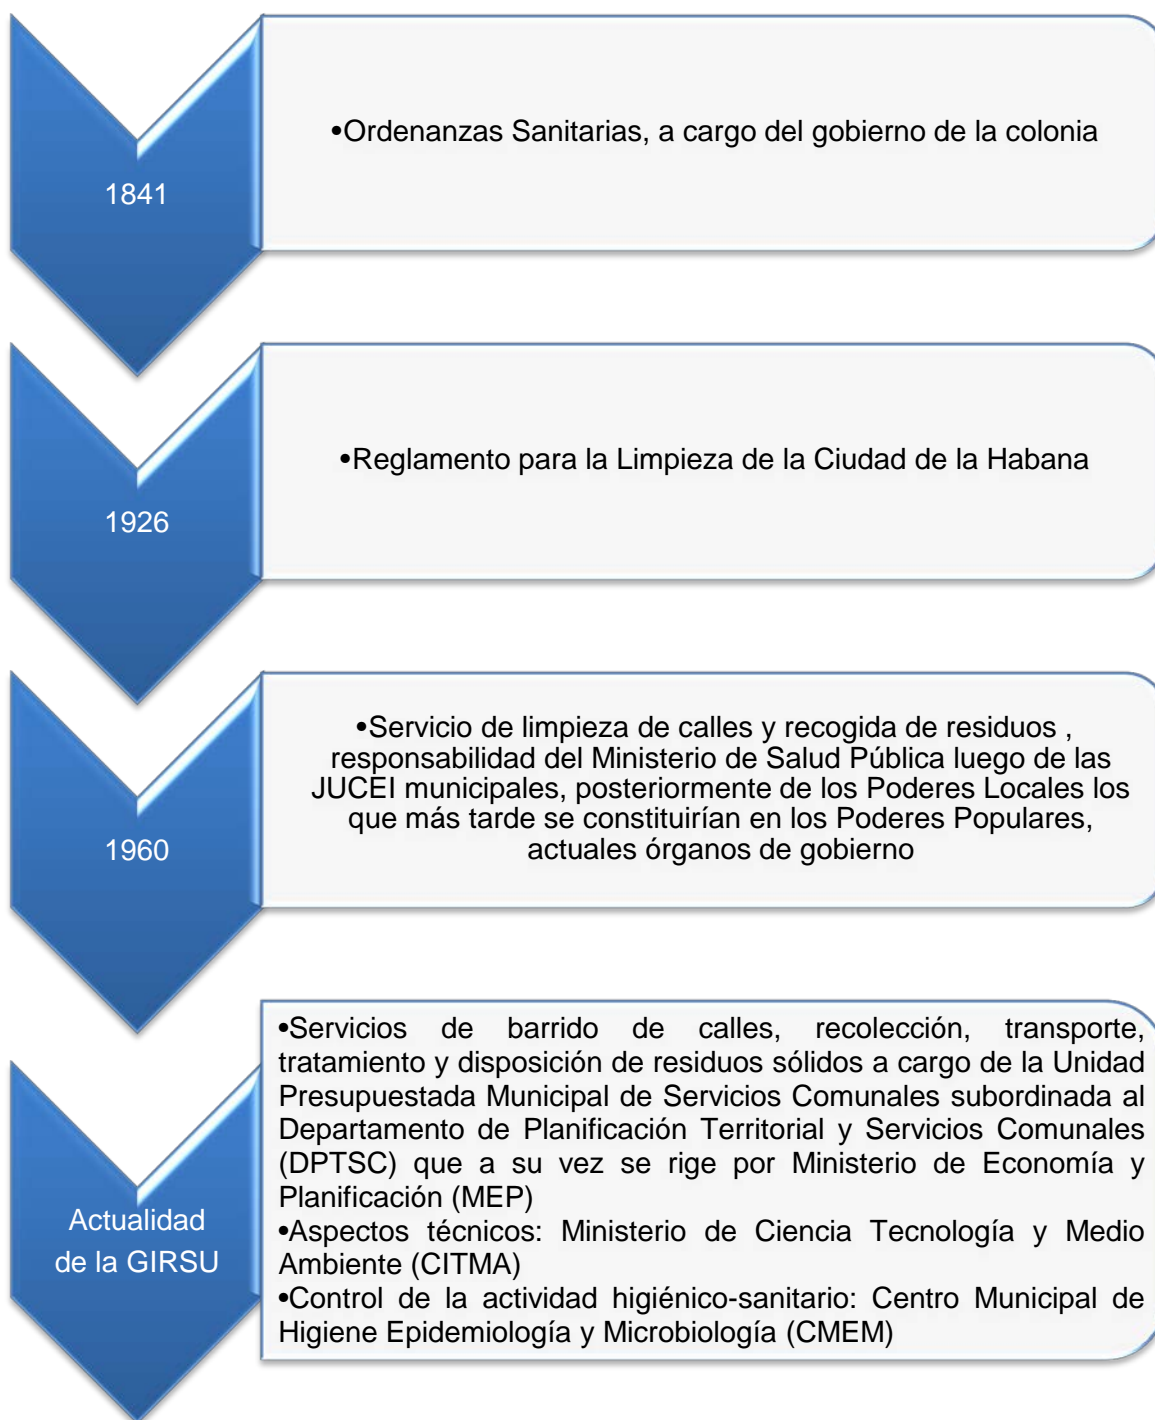 1841
•Ordenanzas Sanitarias, a cargo del gobierno de la colonia
1926
•Reglamento para la Limpieza de la Ciudad de la Habana
1960
•Servicio de limpieza de calles y recogida de residuos ,
responsabilidad del Ministerio de Salud Pública luego de las
JUCEI municipales, posteriormente de los Poderes Locales los
que más tarde se constituirían en los Poderes Populares,
actuales órganos de gobierno
Actualidad
de la GIRSU
•Servicios de barrido de calles, recolección, transporte,
tratamiento y disposición de residuos sólidos a cargo de la Unidad
Presupuestada Municipal de Servicios Comunales subordinada al
Departamento de Planificación Territorial y Servicios Comunales
(DPTSC) que a su vez se rige por Ministerio de Economía y
Planificación (MEP)
•Aspectos técnicos: Ministerio de Ciencia Tecnología y Medio
Ambiente (CITMA)
•Control de la actividad higiénico-sanitario: Centro Municipal de
Higiene Epidemiología y Microbiología (CMEM)